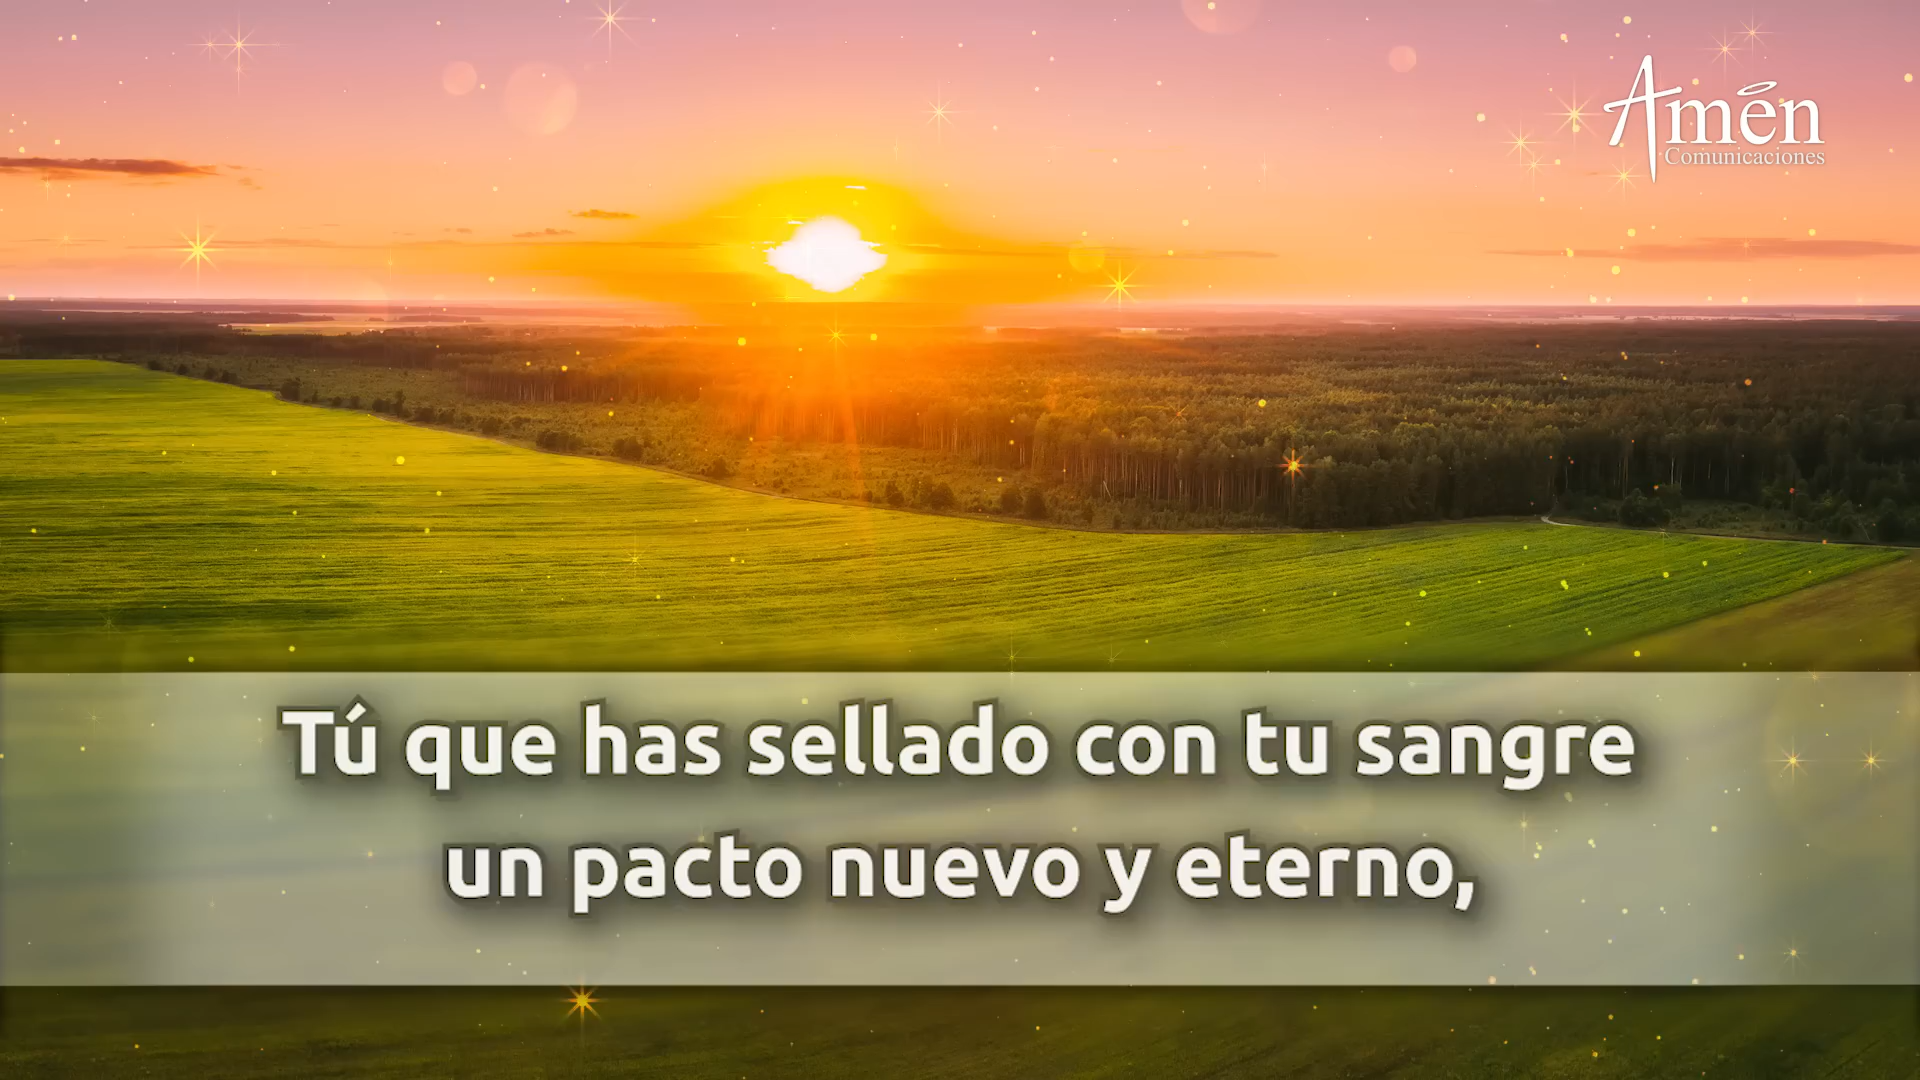 Amén
Comunicaciones
Tú que has sellado con tu sangre
un pacto nuevo y eterno,